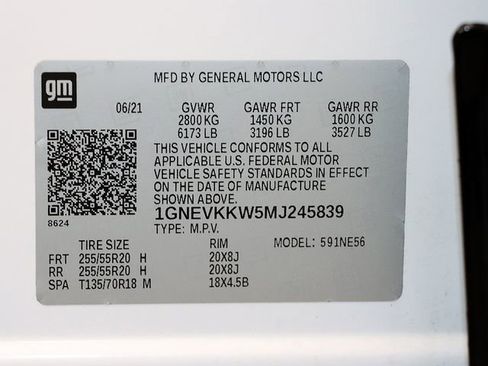 gm
MFD BY GENERAL MOTORS LLC
06/21 GVWR GAWR FRT GAWR RR
2800 KG 1450 KG 1600 KG
6173 LB 3196 LB 3527 LB
THIS VEHICLE CONFORMS TO ALL
APPLICABLE U.S. FEDERAL MOTOR
VEHICLE SAFETY STANDARDS IN EFFECT
ON THE DATE OF MANUFACTURE
SHOWN ABOVE.
8624
1GNEVKKW5MJ245839
TYPE: M.P.V.
TIRE SIZE RIM MODEL: 591NE56
FRT 255/55R20 H 20X8J
RR 255/55R20 H 20X8J
SPA T135/70R18 M 18X4.5B